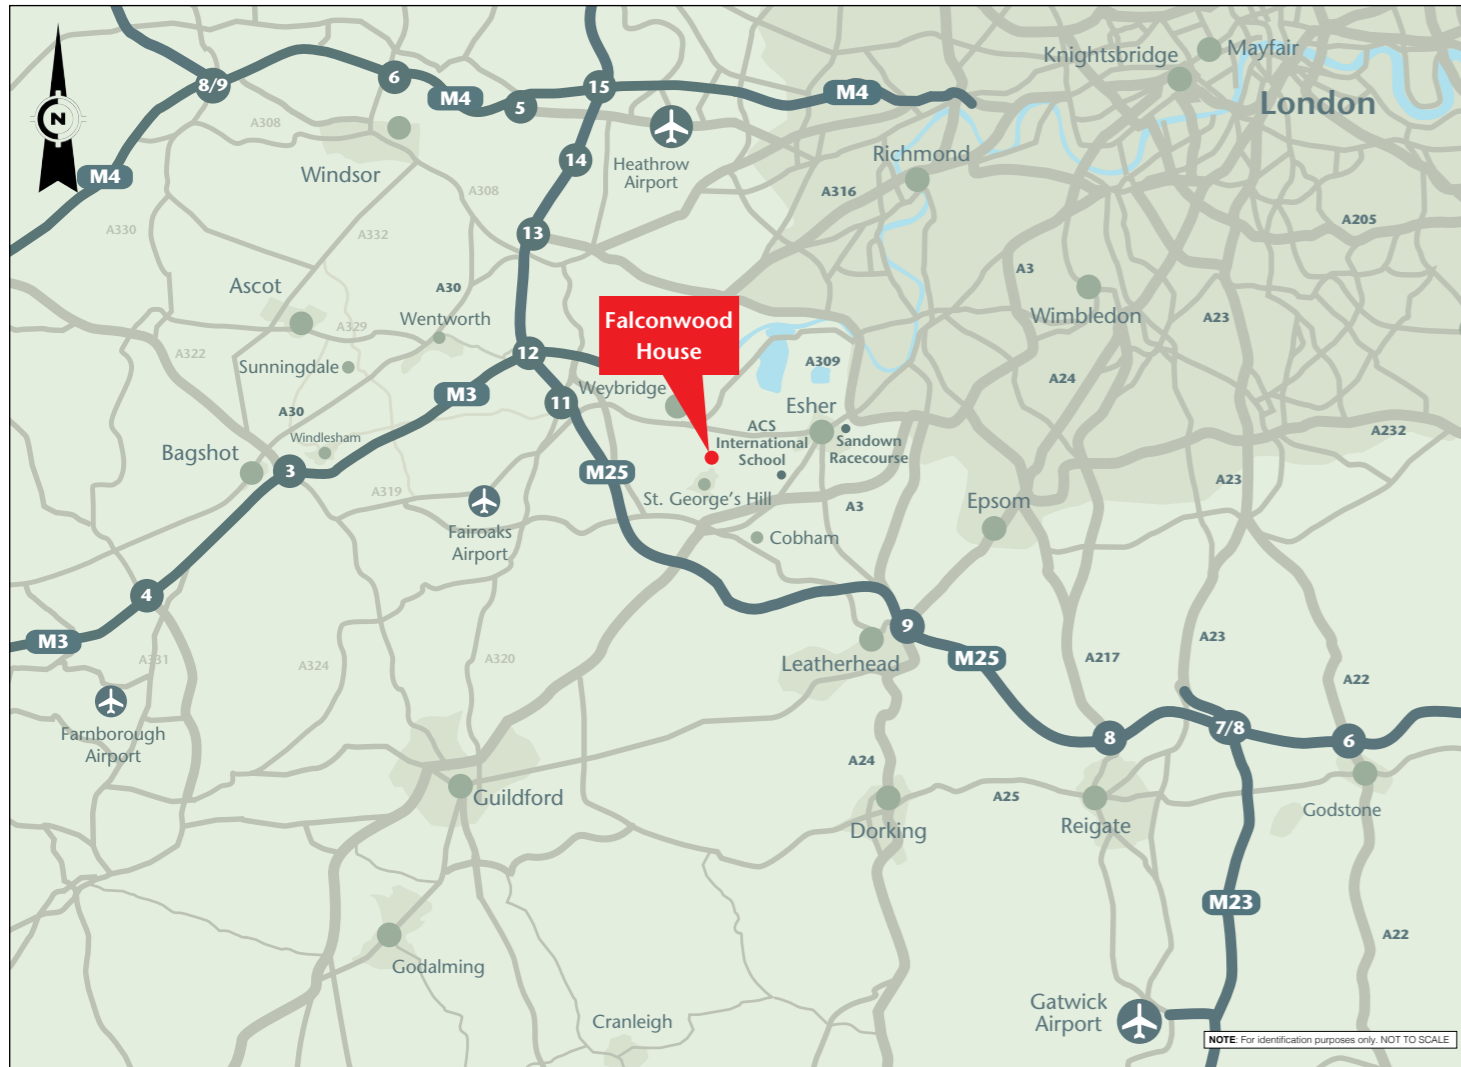 Mayfair
Knightsbridge
London
6
8/9
M4
5
15
M4
A308
Windsor
14
Heathrow
Airport
Richmond
M4
A308
A316
A330
A332
13
A205
A3
Ascot
A30
Wentworth
Falconwood
House
Wimbledon
A23
A329
A322
Sunningdale
12
A309
M3
Weybridge
A24
11
Esher
A30
Windlesham
ACS
International
School
Sandown
Racecourse
A232
Bagshot
3
M25
A23
A319
St. George's Hill
A3
Epsom
Fairoaks
Airport
Cobham
4
9
M3
A331
A324
A320
Leatherhead
M25
A217
A23
A22
Farnborough
Airport
8
7/8
6
A24
Guildford
A25
Dorking
Reigate
Godstone
M23
A22
Godalming
Cranleigh
Gatwick
Airport
N
NOTE: For identification purposes only. NOT TO SCALE